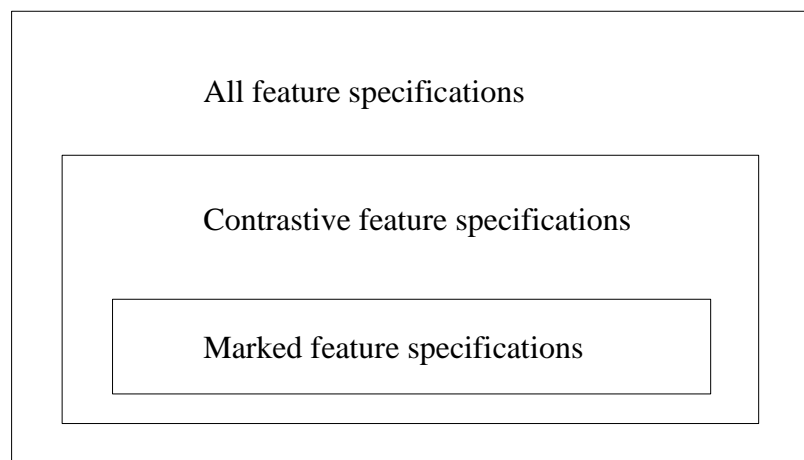 All feature specifications
Contrastive feature specifications
Marked feature specifications